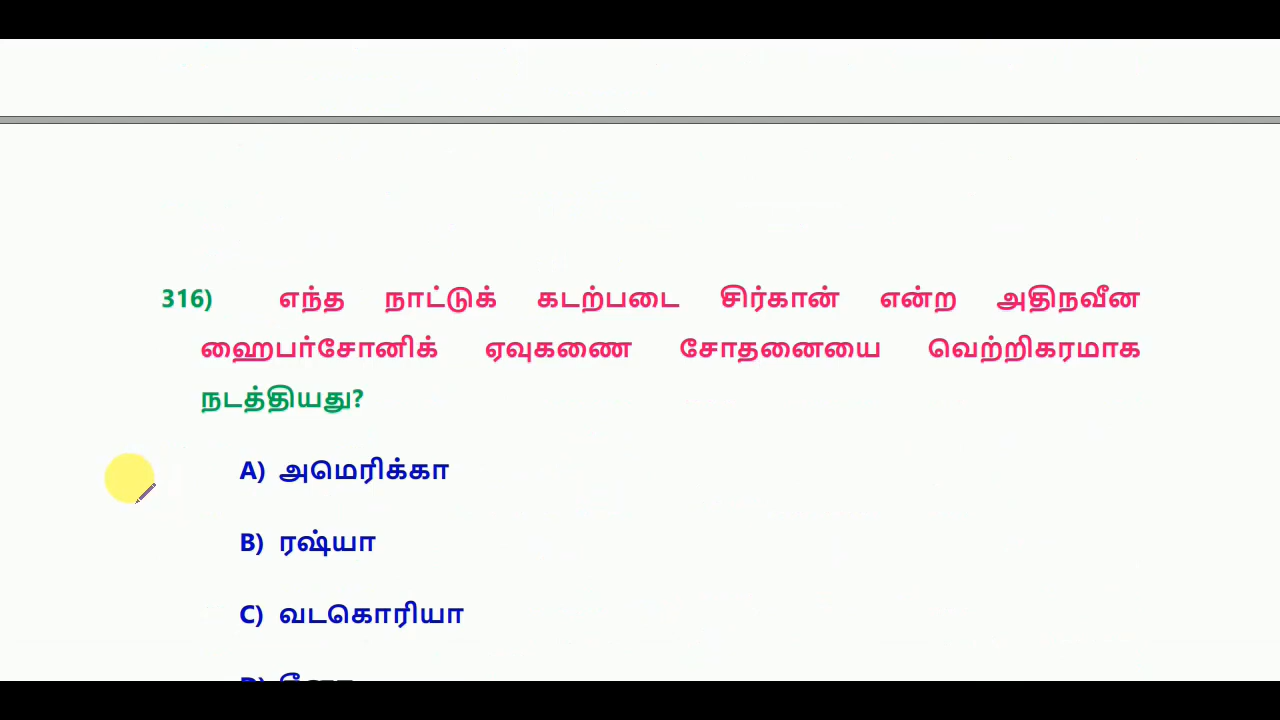 316) எந்த நாட்டுக் கடற்படை சிர்கான் என்ற அதிநவீன
ஹைபர்சோனிக் ஏவுகணை சோதனையை வெற்றிகரமாக
நடத்தியது?
A) அமெரிக்கா
B) ரஷ்யா
C) வடகொரியா